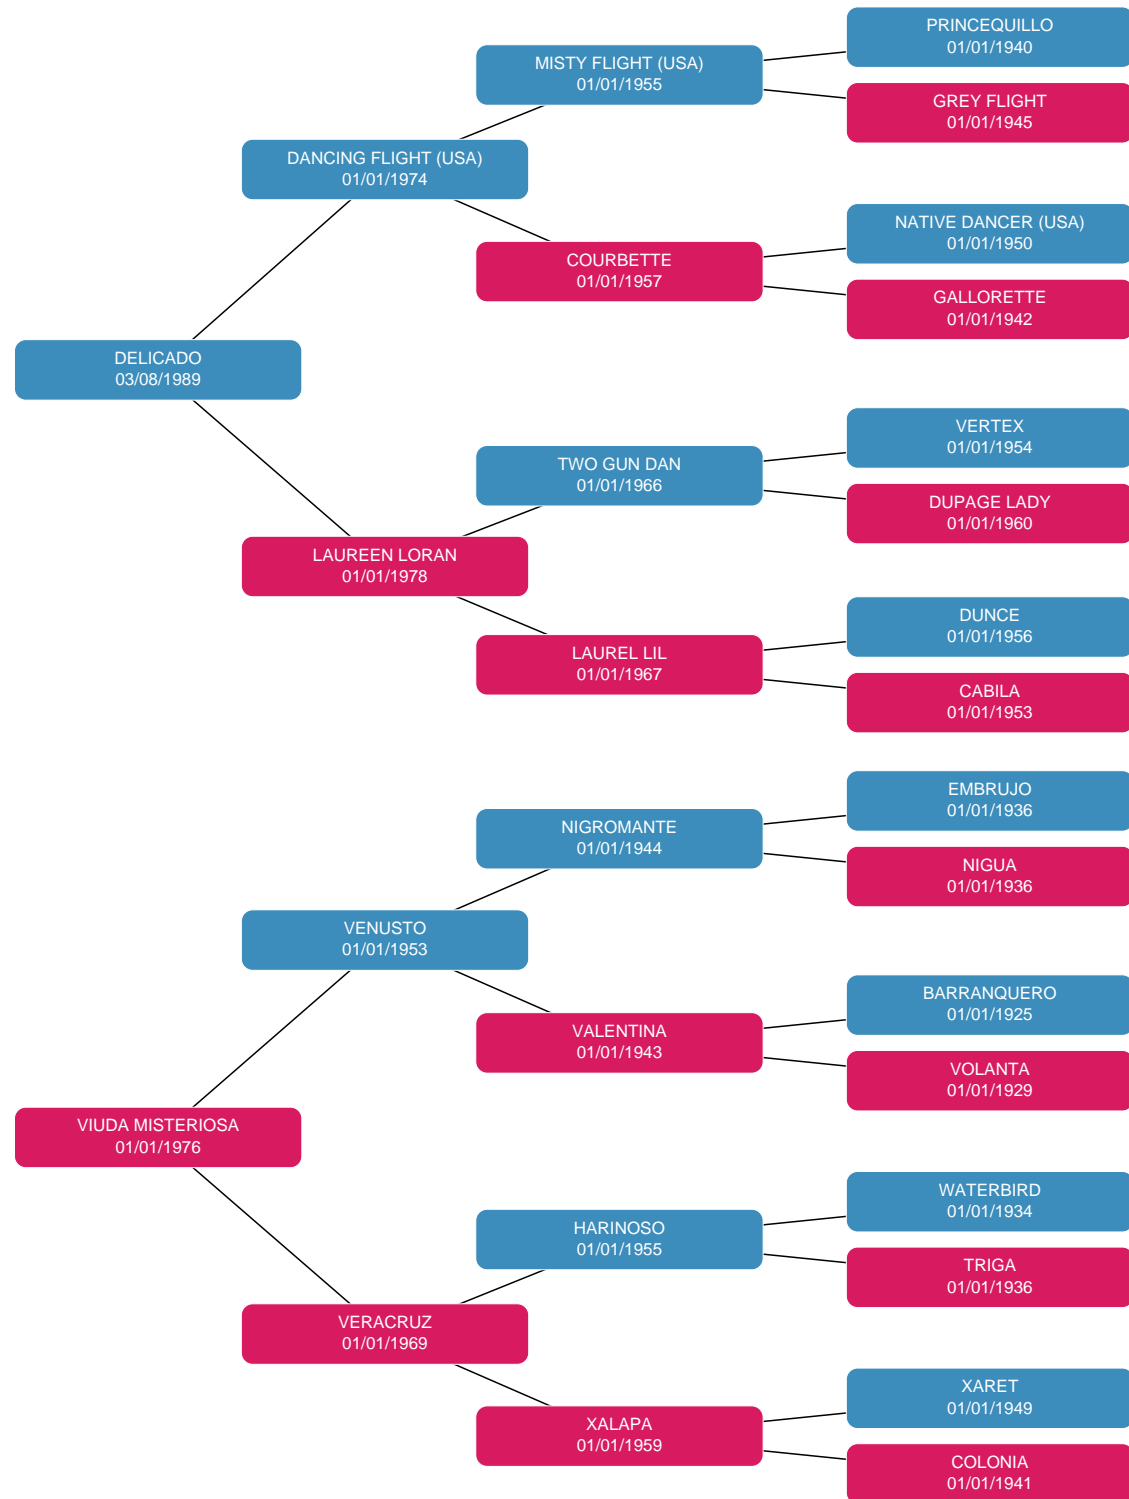 PRINCEQUILLO
01/01/1940
MISTY FLIGHT (USA)
01/01/1955
GREY FLIGHT
01/01/1945
DANCING FLIGHT (USA)
01/01/1974
NATIVE DANCER (USA)
01/01/1950
COURBETTE
01/01/1957
GALLORETTE
01/01/1942
DELICADO
03/08/1989
VERTEX
01/01/1954
TWO GUN DAN
01/01/1966
DUPAGE LADY
01/01/1960
LAUREEN LORAN
01/01/1978
DUNCE
01/01/1956
LAUREL LIL
01/01/1967
CABILA
01/01/1953
EMBRUJO
01/01/1936
NIGROMANTE
01/01/1944
NIGUA
01/01/1936
VENUSTO
01/01/1953
BARRANQUERO
01/01/1925
VALENTINA
01/01/1943
VOLANTA
01/01/1929
VIUDA MISTERIOSA
01/01/1976
WATERBIRD
01/01/1934
HARINOSO
01/01/1955
TRIGA
01/01/1936
VERACRUZ
01/01/1969
XARET
01/01/1949
XALAPA
01/01/1959
COLONIA
01/01/1941